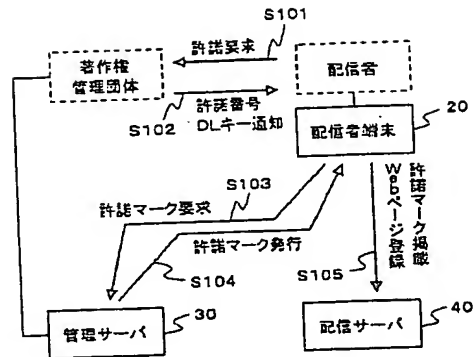 S101
許諾要求
著作権
管理団体
配信者
許諾番号
DLキー通知
S102
20
配信者端末
S103
許諾マーク要求
許諾マーク発行
S104
許諾マーク掲載
Webページ登録
S105
30
管理サーバ
40
配信サーバ